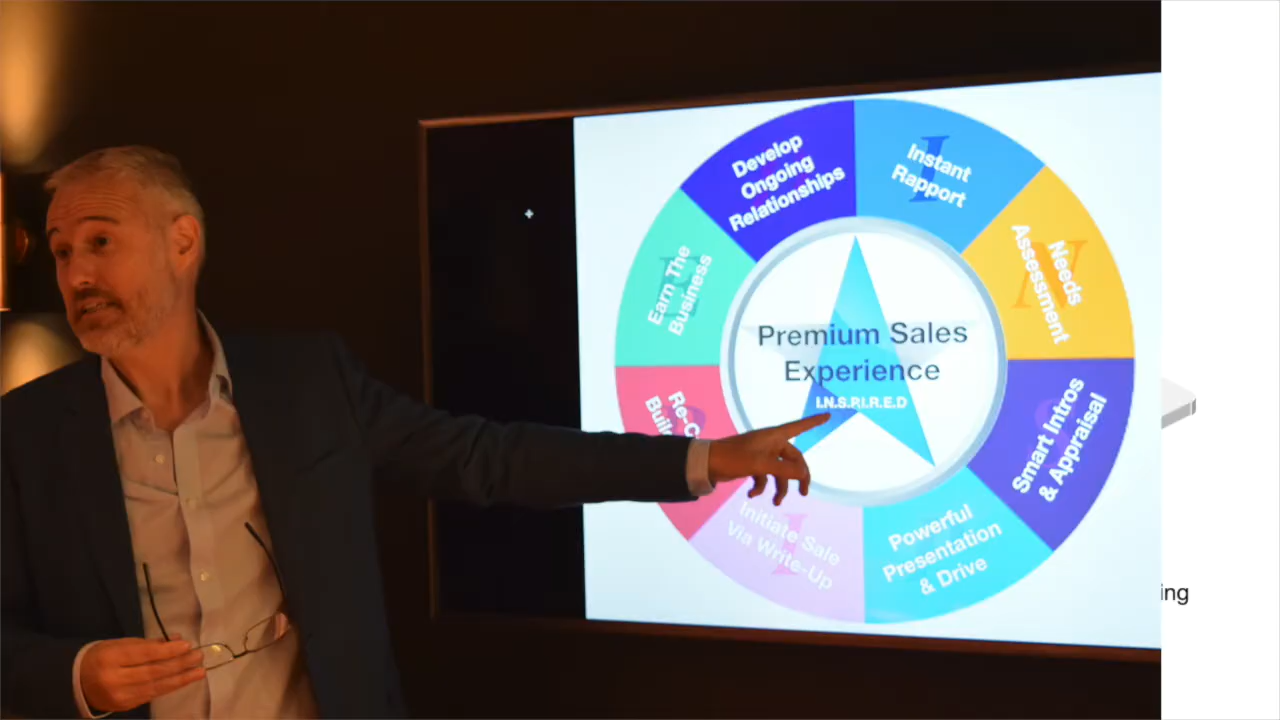 Develop
Ongoing
Relationships
Instant
Rapport
Needs
Assessment
Smart Intros
& Appraisal
Powerful
Presentation
& Drive
Initiate Sale
Via Write-Up
Earn The
Business
Premium Sales
Experience
I.N.S.P.I.R.E.D
ing